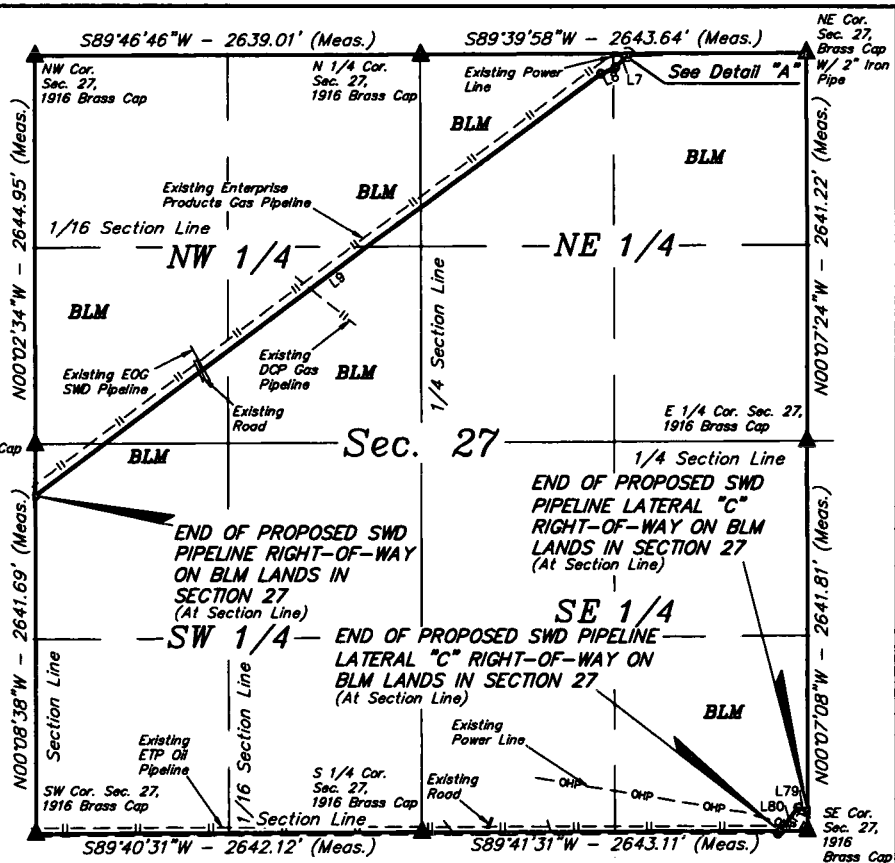 S89°46'46"W - 2639.01' (Meas.)
S89°39'58"W - 2643.64' (Meas.)
NE Cor.
Sec. 27,
Brass Cap
W/ 2" Iron
Pipe
NW Cor.
Sec. 27,
1916 Brass Cap
N 1/4 Cor.
Sec. 27,
1916 Brass Cap
Existing Power
Line
L8
L7
See Detail "A"
BLM
BLM
N00°02'34"W - 2644.95' (Meas.)
N00°07'24"W - 2641.22' (Meas.)
Existing Enterprise
Products Gas Pipeline
BLM
1/16 Section Line
NW 1/4
NE 1/4
L9
1/4 Section Line
BLM
Existing EOG
SWD Pipeline
Existing
DCP Gas
Pipeline
BLM
Existing
Road
E 1/4 Cor. Sec. 27,
1916 Brass Cap
Cap
BLM
Sec. 27
1/4 Section Line
END OF PROPOSED SWD
PIPELINE LATERAL "C"
RIGHT-OF-WAY ON BLM
LANDS IN SECTION 27
(At Section Line)
END OF PROPOSED SWD
PIPELINE RIGHT-OF-WAY
ON BLM LANDS IN
SECTION 27
(At Section Line)
N00°08'38"W - 2641.69' (Meas.)
N00°07'08"W - 2641.81' (Meas.)
SW 1/4
SE 1/4
END OF PROPOSED SWD PIPELINE
LATERAL "C" RIGHT-OF-WAY ON
BLM LANDS IN SECTION 27
(At Section Line)
Section Line
1/16 Section Line
BLM
Existing
ETP Oil
Pipeline
Existing
Power Line
OHP
OHP
OHP
L79
L80
SW Cor. Sec. 27,
1916 Brass Cap
S 1/4 Cor.
Sec. 27,
1916 Brass Cap
Existing
Road
Section Line
SE Cor.
Sec. 27,
1916
Brass Cap
S89°40'31"W - 2642.12' (Meas.)
S89°41'31"W - 2643.11' (Meas.)